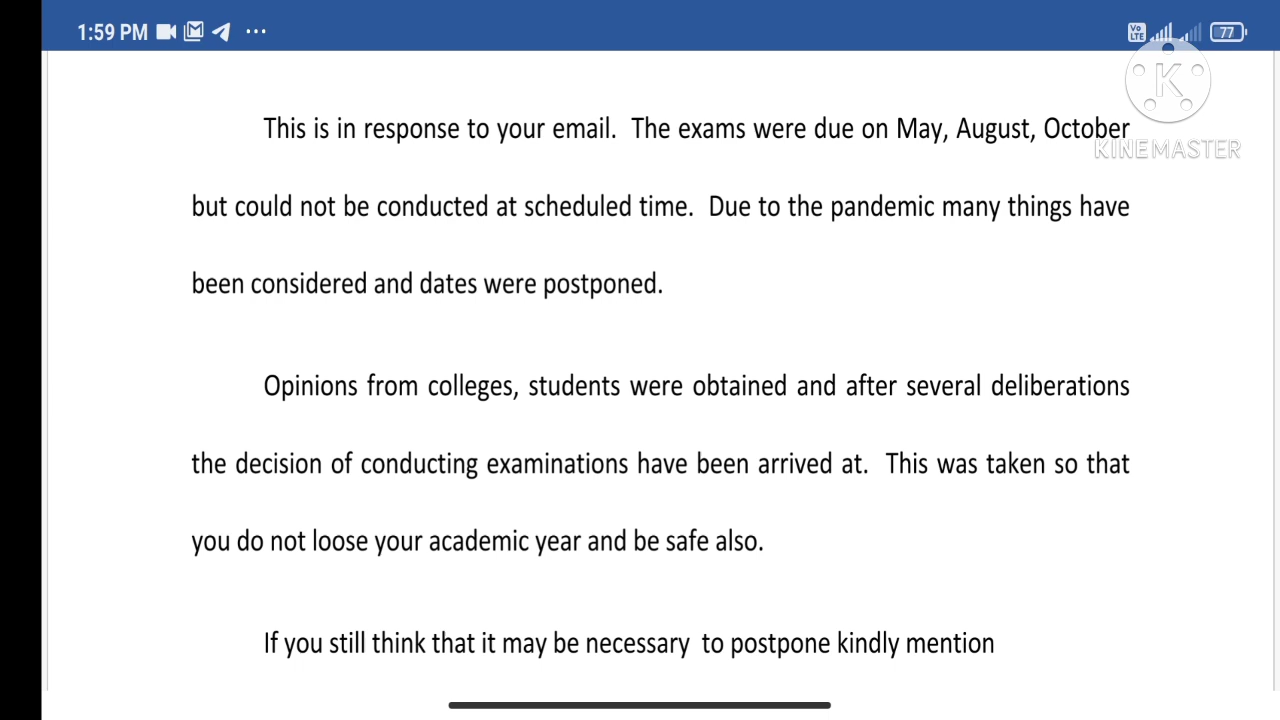 1:59 PM
Vo LTE
77
K
KINEMASTER
This is in response to your email.  The exams were due on May, August, October
but could not be conducted at scheduled time.  Due to the pandemic many things have
been considered and dates were postponed.
Opinions from colleges, students were obtained and after several deliberations
the decision of conducting examinations have been arrived at.  This was taken so that
you do not loose your academic year and be safe also.
If you still think that it may be necessary  to postpone kindly mention